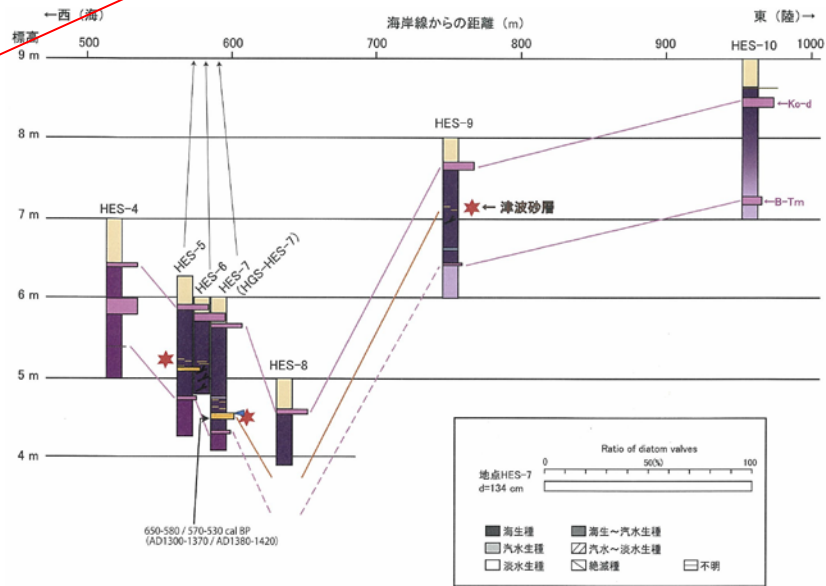 ←西（海）
海岸線からの距離（m）
東（陸）→
標高
500
600
700
800
900
1000
HES-10
9 m
8 m
7 m
6 m
5 m
4 m
HES-4
HES-5
HES-6
HES-7
(HGS-HES-7)
HES-8
HES-9
←Ko-d
← 津波砂層
←B-Tm
650-580 / 570-530 cal BP
(AD1300-1370 / AD1380-1420)
Ratio of diatom valves
0
50(%)
100
地点HES-7
d=134 cm
海生種
海生～汽水生種
汽水生種
汽水～淡水生種
淡水生種
絶滅種
不明